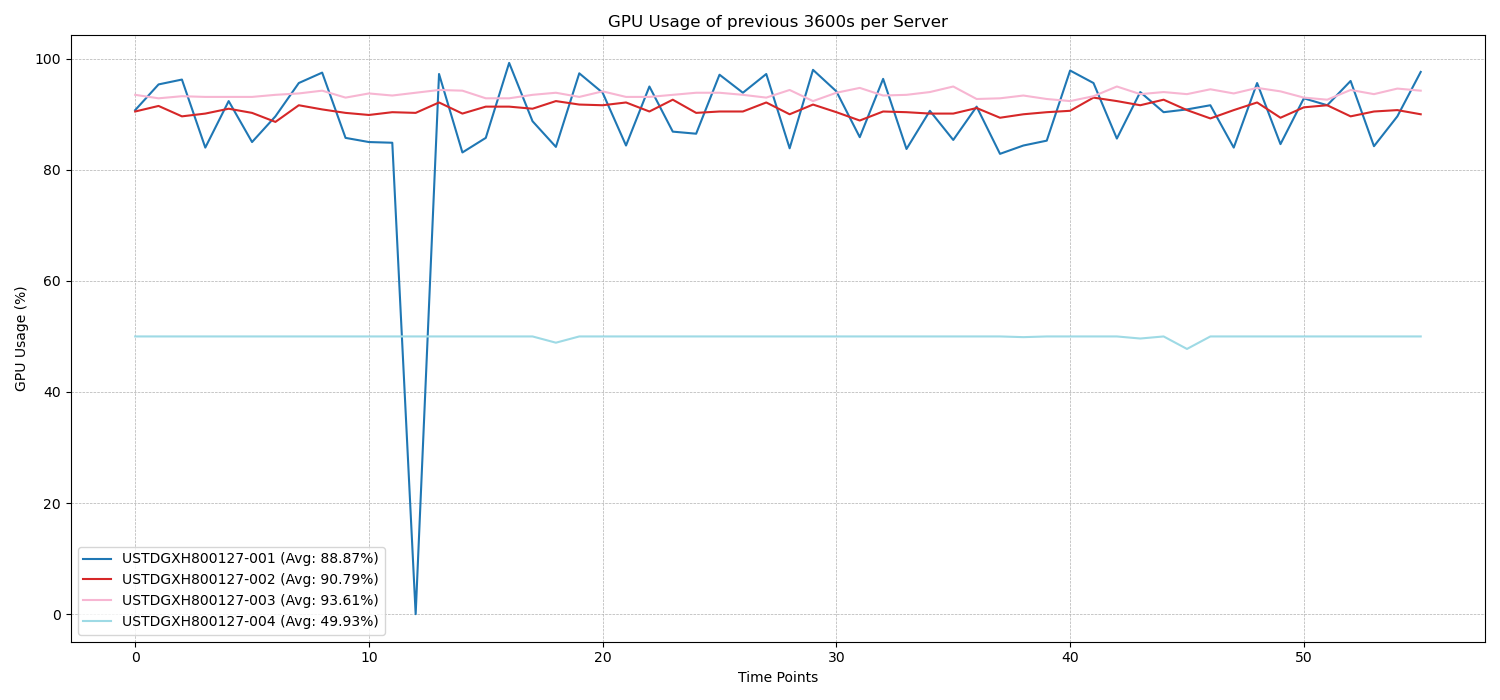 GPU Usage of previous 3600s per Server
GPU Usage (%)
100
80
60
40
20
0
USTDGXH800127-001 (Avg: 88.87%)
USTDGXH800127-002 (Avg: 90.79%)
USTDGXH800127-003 (Avg: 93.61%)
USTDGXH800127-004 (Avg: 49.93%)
0 10 20 30 40 50
Time Points